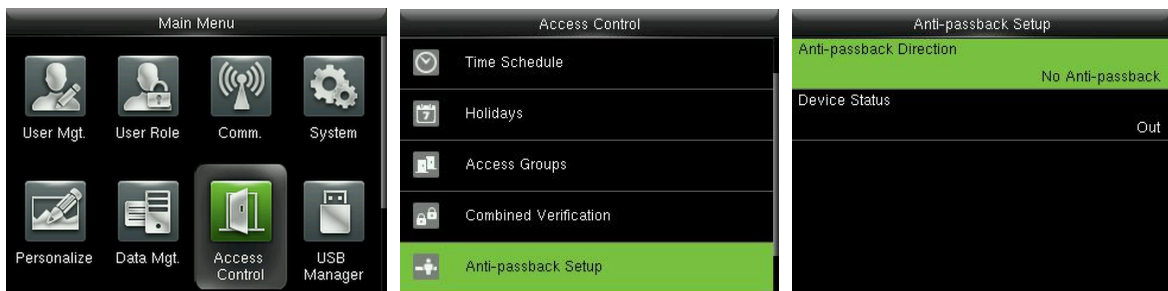 Main Menu
User Mgt.
User Role
Comm.
System
Personalize
Data Mgt.
Access
Control
USB
Manager
Access Control
Time Schedule
7
Holidays
Access Groups
Combined Verification
Anti-passback Setup
Anti-passback Setup
Anti-passback Direction
No Anti-passback
Device Status
Out